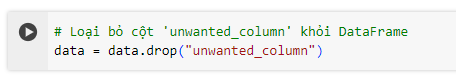 # Loại bỏ cột 'unwanted_column' khỏi DataFrame
data = data.drop("unwanted_column")